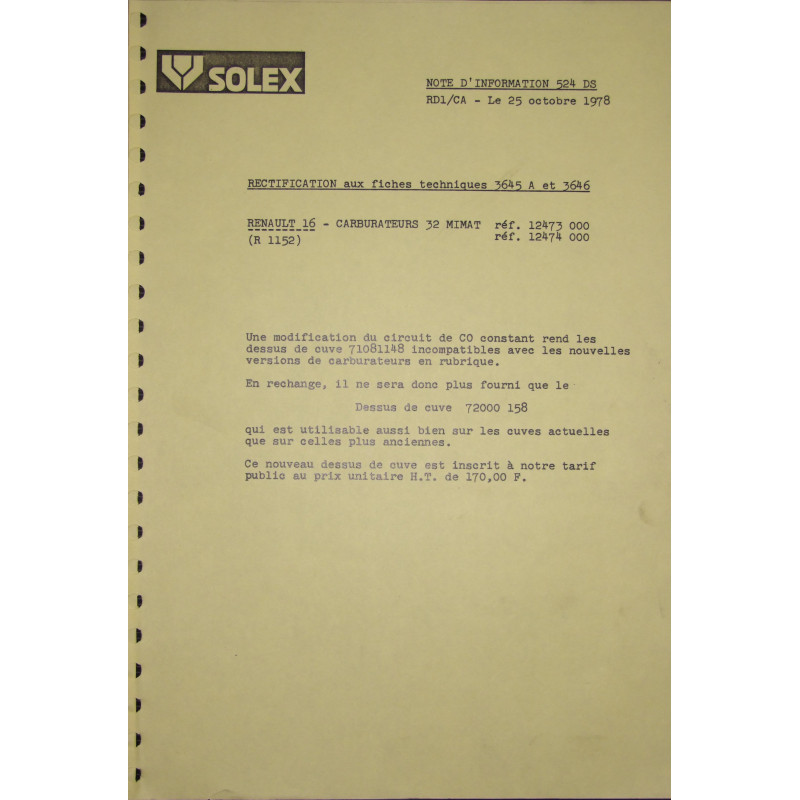 SOLEX
NOTE D'INFORMATION 524 DS
RD1/CA - Le 25 octobre 1978
RECTIFICATION aux fiches techniques 3645 A et 3646
RENAULT 16 - CARBURATEURS 32 MIMAT réf. 12473 000
(R 1152) réf. 12474 000
Une modification du circuit de CO constant rend les
dessus de cuve 71081148 incompatibles avec les nouvelles
versions de carburateurs en rubrique.
En rechange, il ne sera donc plus fourni que le
Dessus de cuve 72000 158
qui est utilisable aussi bien sur les cuves actuelles
que sur celles plus anciennes.
Ce nouveau dessus de cuve est inscrit à notre tarif
public au prix unitaire H.T. de 170,00 F.